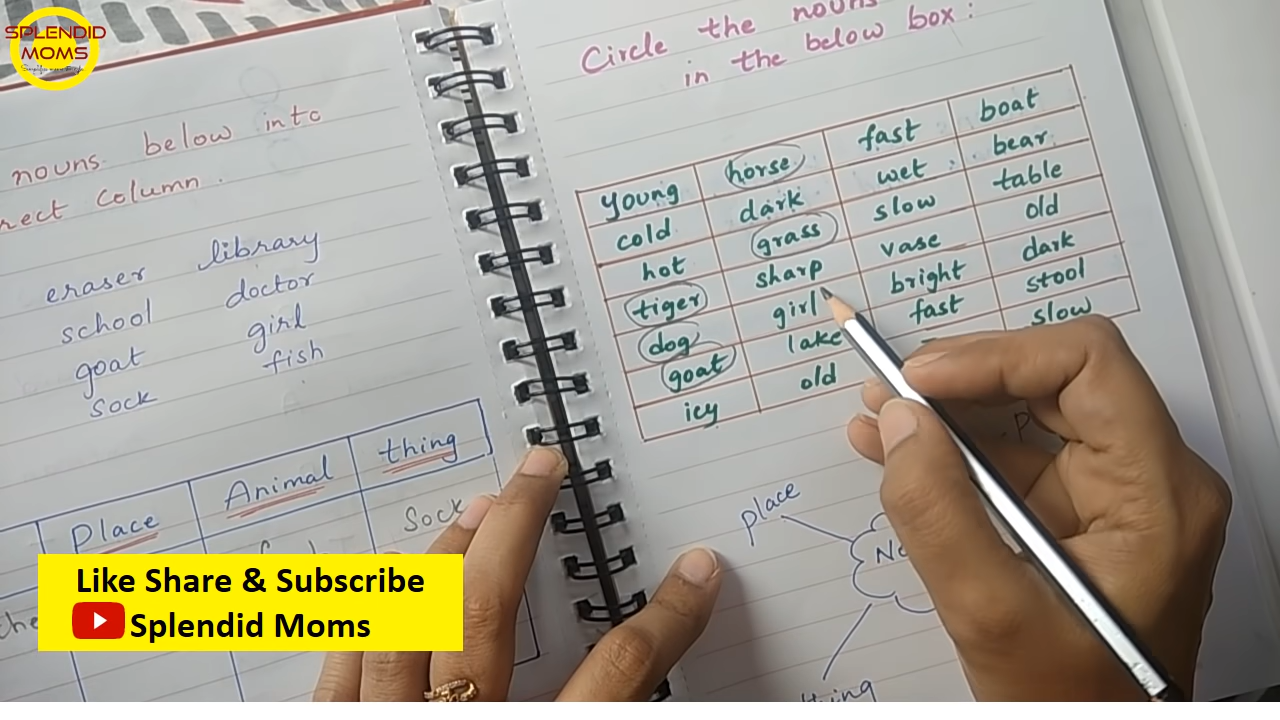 SPLENDID
MOMS
nouns below into
rect column.
eraser library
school doctor
goat girl
sock fish
Place Animal thing
Sock
Circle the nouns
in the below box:
young horse fast boat
cold dark wet bear
hot grass slow table
tiger sharp vase old
dog girl bright dark
goat lake fast stool
icy old slow
place
thing
Like Share & Subscribe
Splendid Moms